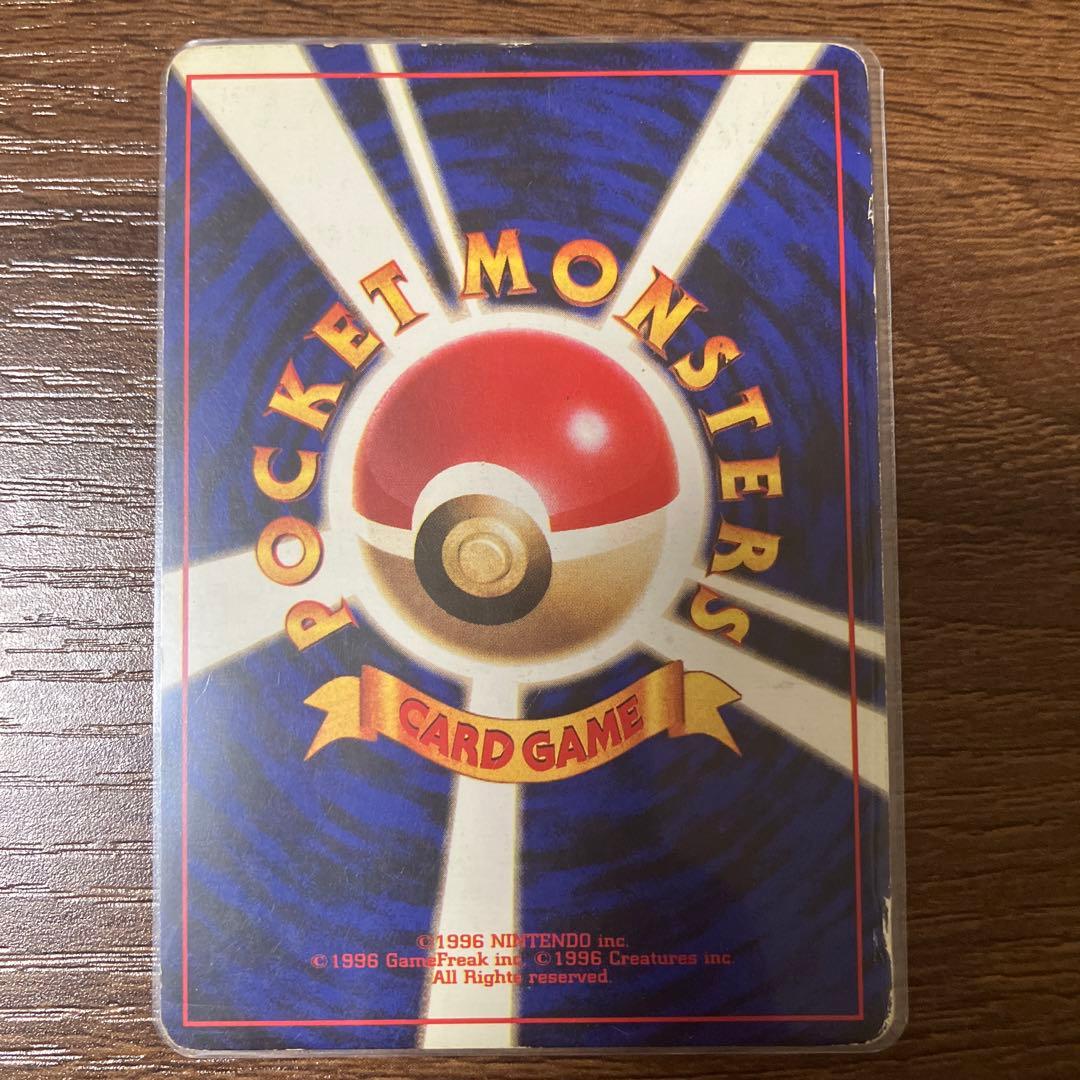 POCKET MONSTERS
CARD GAME
©1996 NINTENDO inc.
©1996 GameFreak inc. ©1996 Creatures inc.
All Rights reserved.